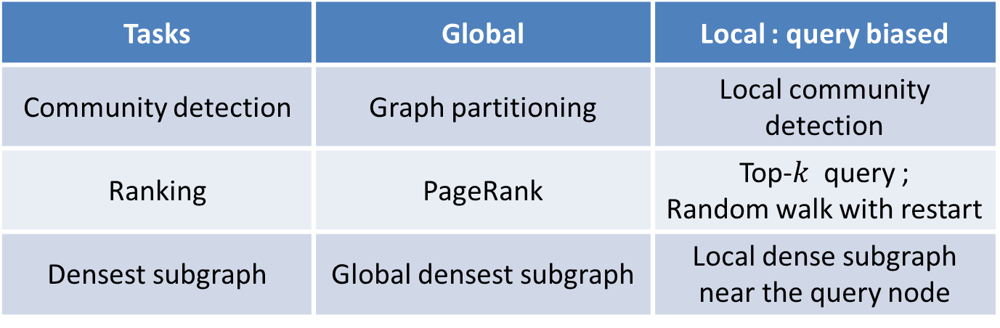 Tasks
Global
Local : query biased
Community detection
Graph partitioning
Local community
detection
Ranking
PageRank
Top-k query ;
Random walk with restart
Densest subgraph
Global densest subgraph
Local dense subgraph
near the query node